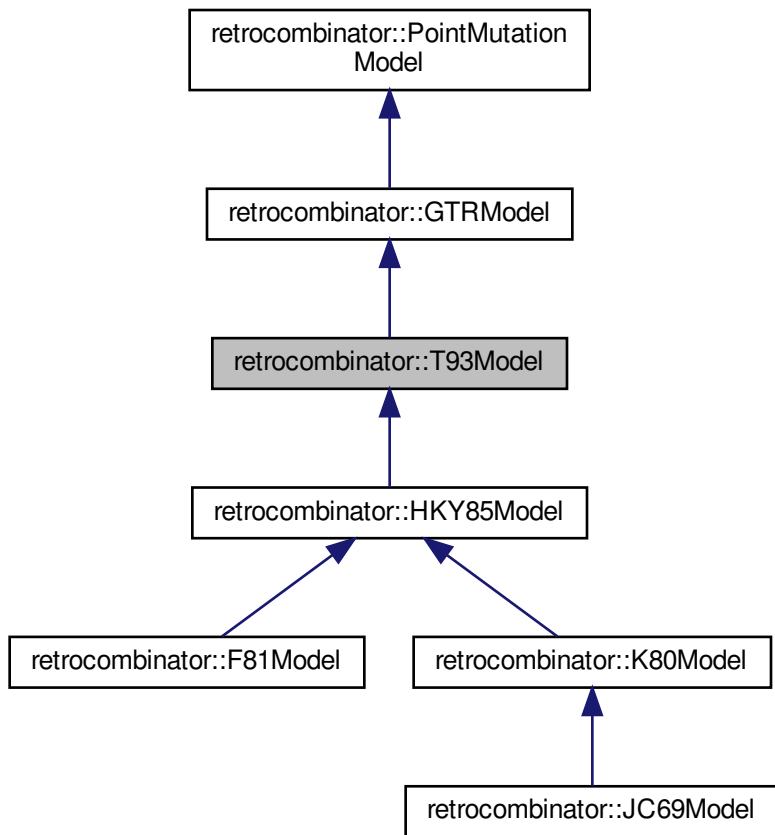 retrocombinator::PointMutation
Model
retrocombinator::GTRModel
retrocombinator::T93Model
retrocombinator::HKY85Model
retrocombinator::F81Model
retrocombinator::K80Model
retrocombinator::JC69Model